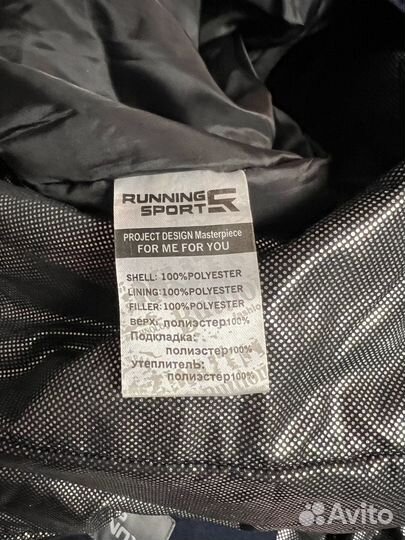 RUNNING
SPORT
PROJECT DESIGN Masterpiece
FOR ME FOR YOU
SHELL: 100%POLYESTER
LINING: 100%POLYESTER
FILLER: 100%POLYESTER
верх: полиэстер100%
Подкладка:
полиэстер100%
утеплитель:
полиэстер100%
Avito